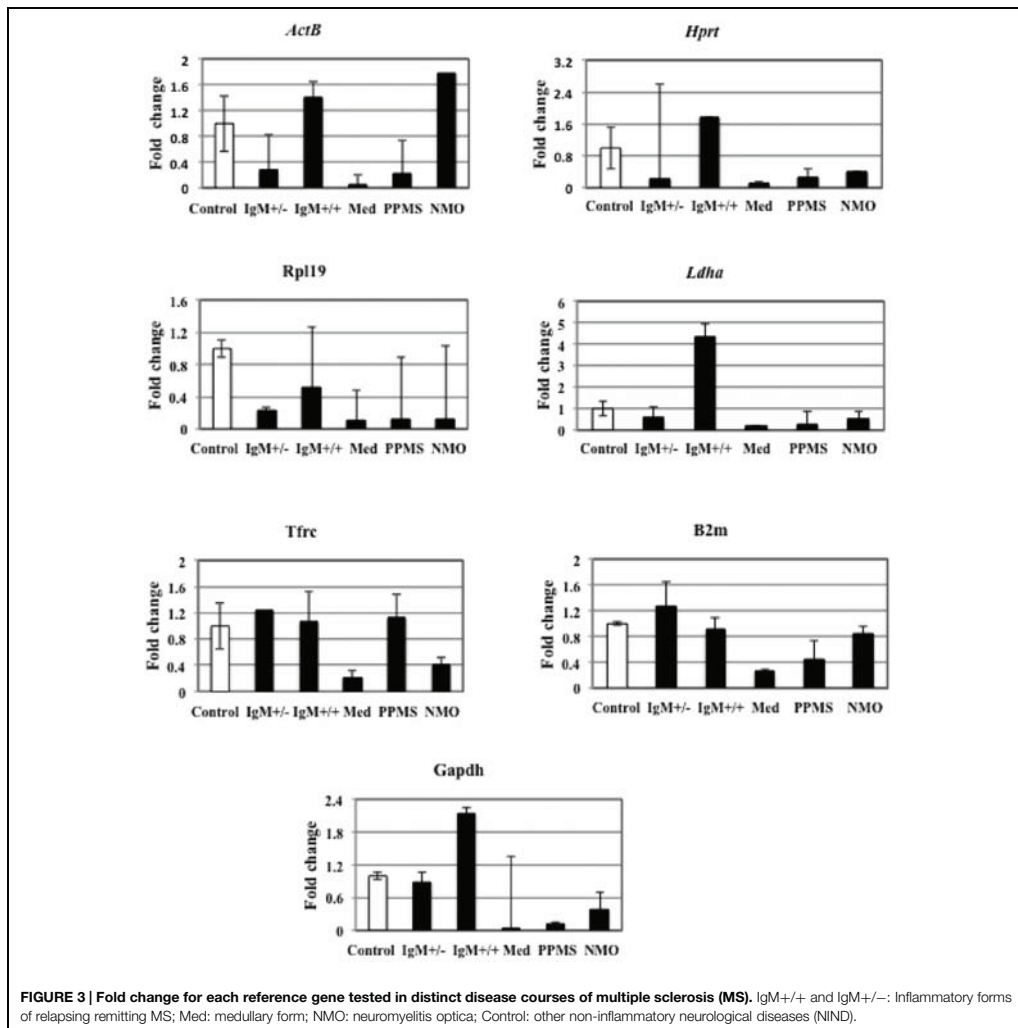 ActB
Fold change
2
1.6
1.2
0.8
0.4
0
Control IgM+/- IgM+/+ Med PPMS NMO
Hprt
Fold change
3.2
2.4
1.6
0.8
0
Control IgM+/- IgM+/+ Med PPMS NMO
Rpl19
Fold change
1.6
1.2
0.8
0.4
0
Control IgM+/- IgM+/+ Med PPMS NMO
Ldha
Fold change
6
5
4
3
2
1
0
Control IgM+/- IgM+/+ Med PPMS NMO
Tfrc
Fold change
2
1.6
1.2
0.8
0.4
0
Control IgM+/- IgM+/+ Med PPMS NMO
B2m
Fold change
2
1.6
1.2
0.8
0.4
0
Control IgM+/- IgM+/+ Med PPMS NMO
Gapdh
Fold change
2.4
1.8
1.2
0.6
0
Control IgM+/- IgM+/+ Med PPMS NMO
FIGURE 3 | Fold change for each reference gene tested in distinct disease courses of multiple sclerosis (MS). IgM+/+ and IgM+/−: Inflammatory forms
of relapsing remitting MS; Med: medullary form; NMO: neuromyelitis optica; Control: other non-inflammatory neurological diseases (NIND).